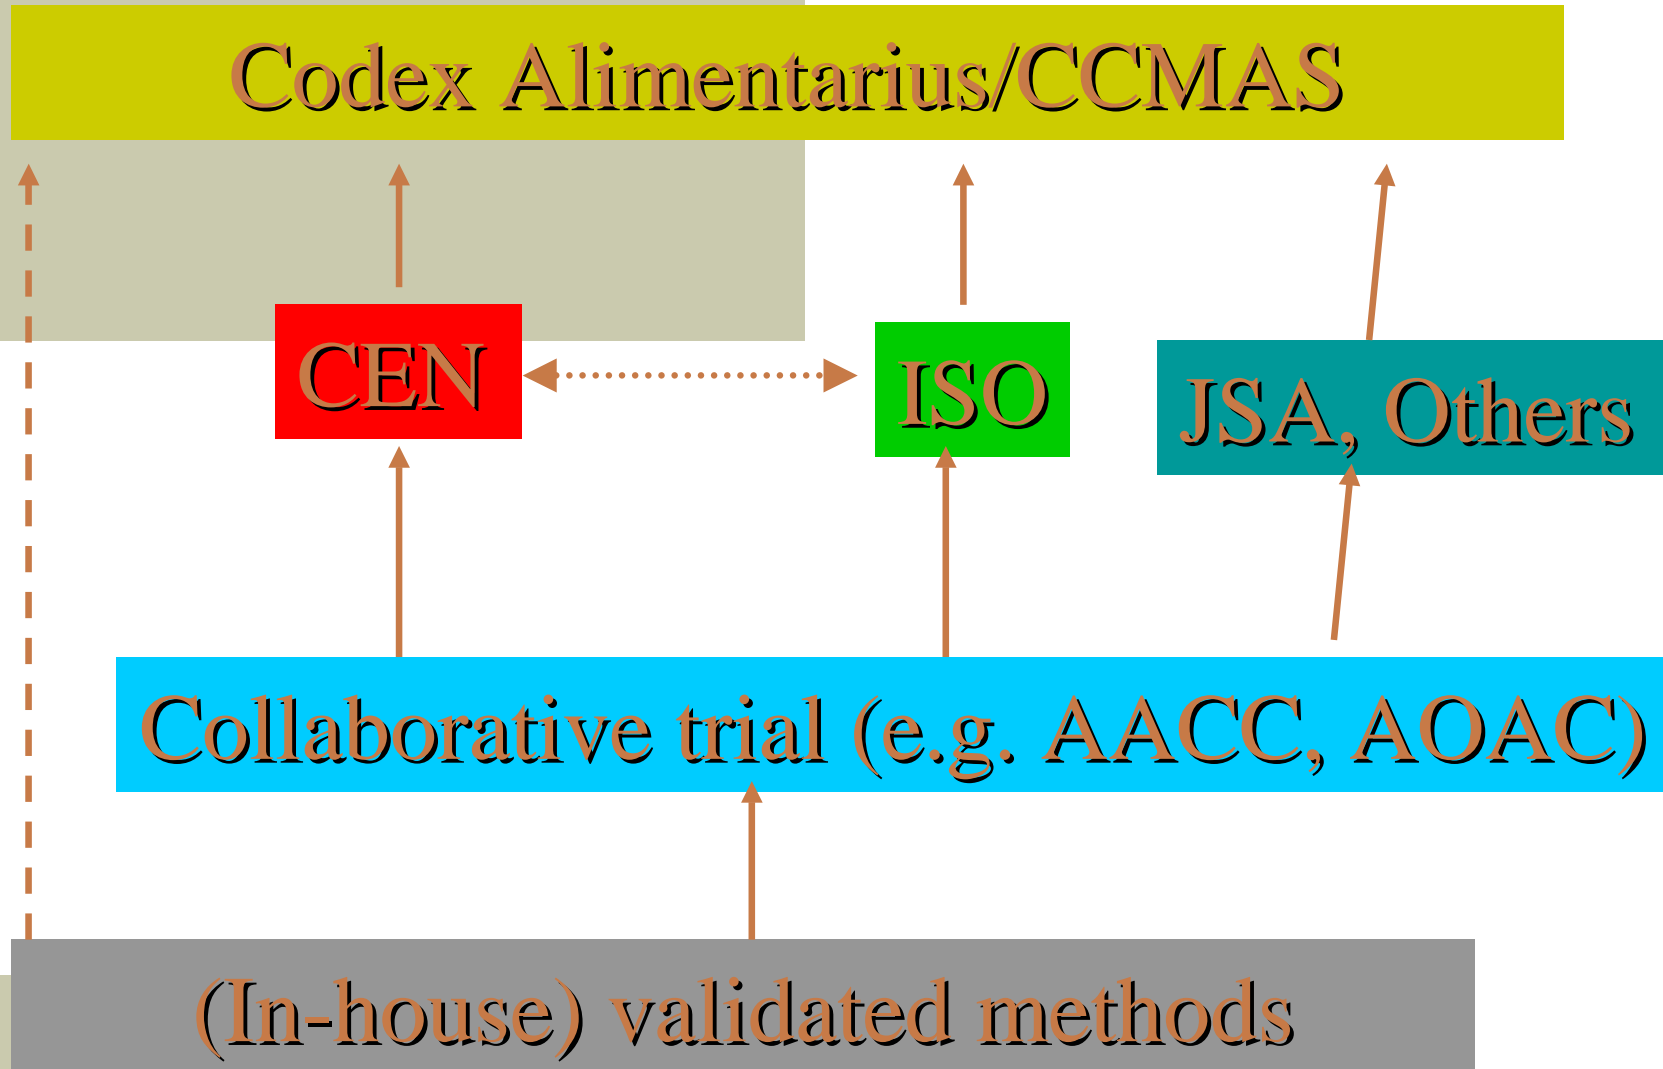 Codex Alimentarius/CCMAS
CEN
ISO
JSA, Others
Collaborative trial (e.g. AACC, AOAC)
(In-house) validated methods